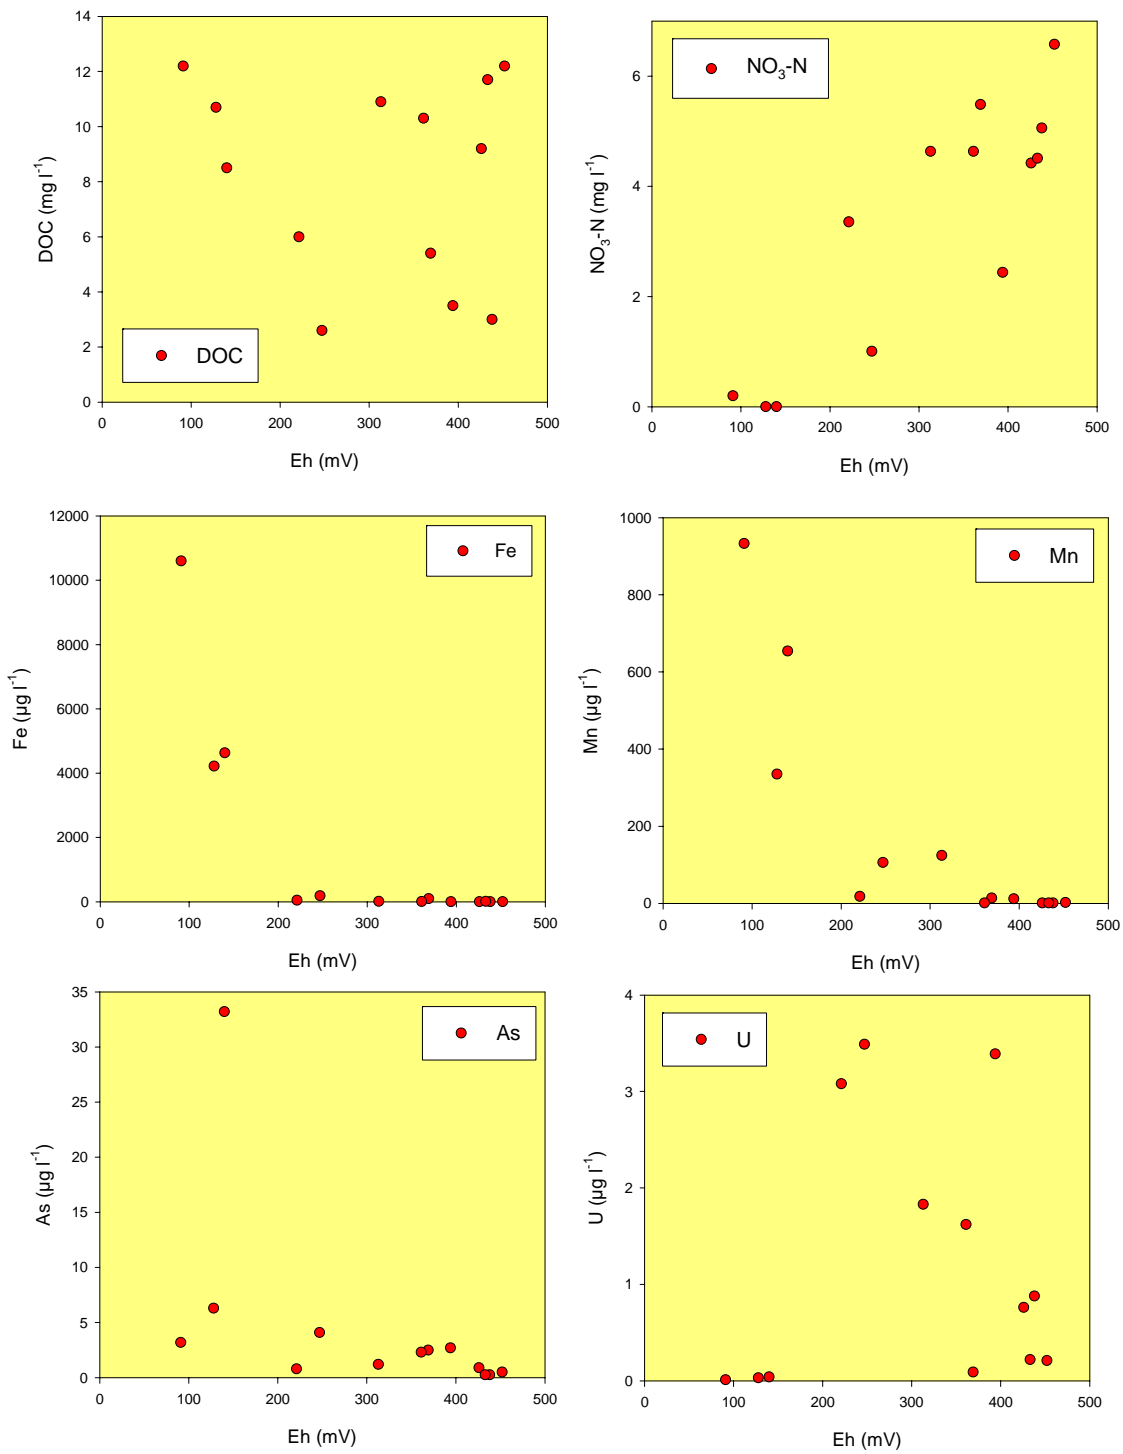 14
12
10
8
6
4
2
0
DOC (mg l⁻¹)
DOC
0 100 200 300 400 500
Eh (mV)
6
4
2
0
NO₃-N (mg l⁻¹)
NO₃-N
0 100 200 300 400 500
Eh (mV)
12000
10000
8000
6000
4000
2000
0
Fe (µg l⁻¹)
Fe
0 100 200 300 400 500
Eh (mV)
1000
800
600
400
200
0
Mn (µg l⁻¹)
Mn
0 100 200 300 400 500
Eh (mV)
35
30
25
20
15
10
5
0
As (µg l⁻¹)
As
0 100 200 300 400 500
Eh (mV)
4
3
2
1
0
U (µg l⁻¹)
U
0 100 200 300 400 500
Eh (mV)